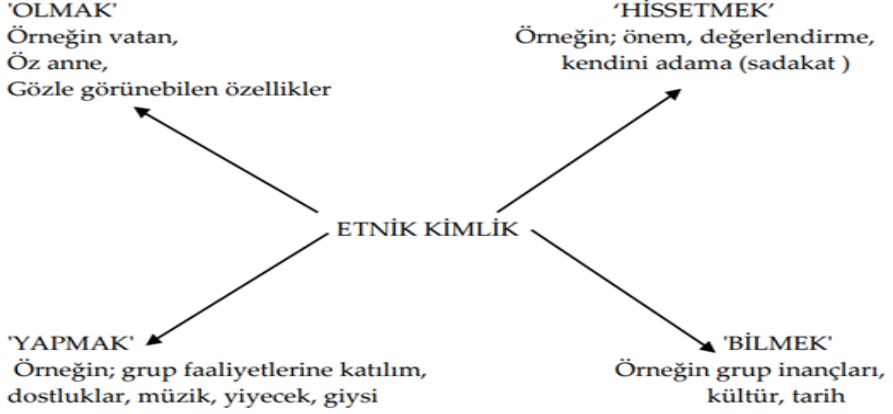 'OLMAK'
Örneğin vatan,
Öz anne,
Gözle görünebilen özellikler
‘HİSSETMEK’
Örneğin; önem, değerlendirme,
kendini adama (sadakat )
ETNİK KİMLİK
'YAPMAK'
Örneğin; grup faaliyetlerine katılım,
dostluklar, müzik, yiyecek, giysi
'BİLMEK'
Örneğin grup inançları,
kültür, tarih